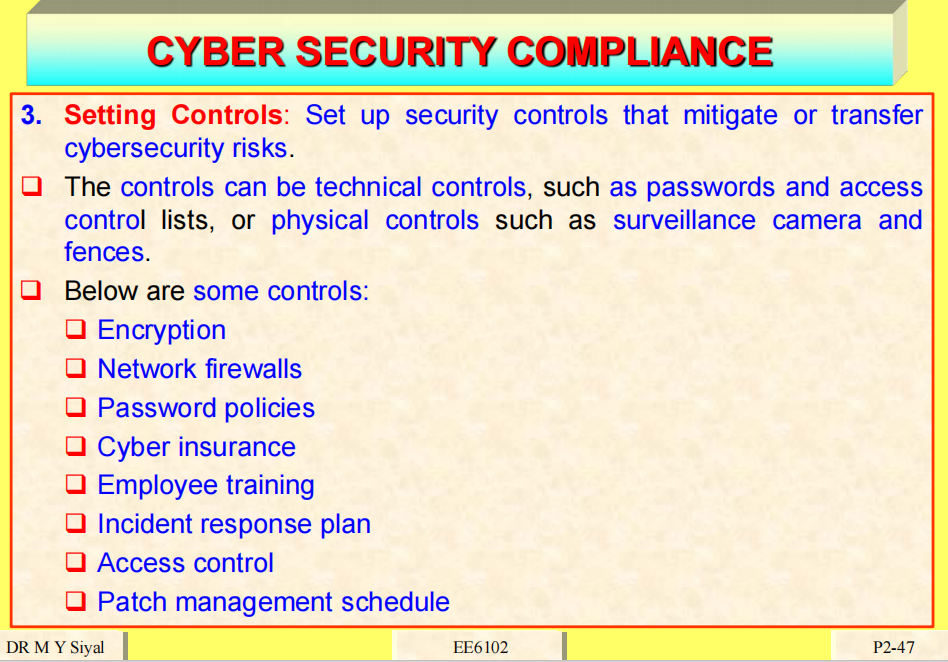 CYBER SECURITY COMPLIANCE
3. Setting Controls: Set up security controls that mitigate or transfer
cybersecurity risks.
❑ The controls can be technical controls, such as passwords and access
control lists, or physical controls such as surveillance camera and
fences.
❑ Below are some controls:
❑ Encryption
❑ Network firewalls
❑ Password policies
❑ Cyber insurance
❑ Employee training
❑ Incident response plan
❑ Access control
❑ Patch management schedule
DR M Y Siyal EE6102 P2-47